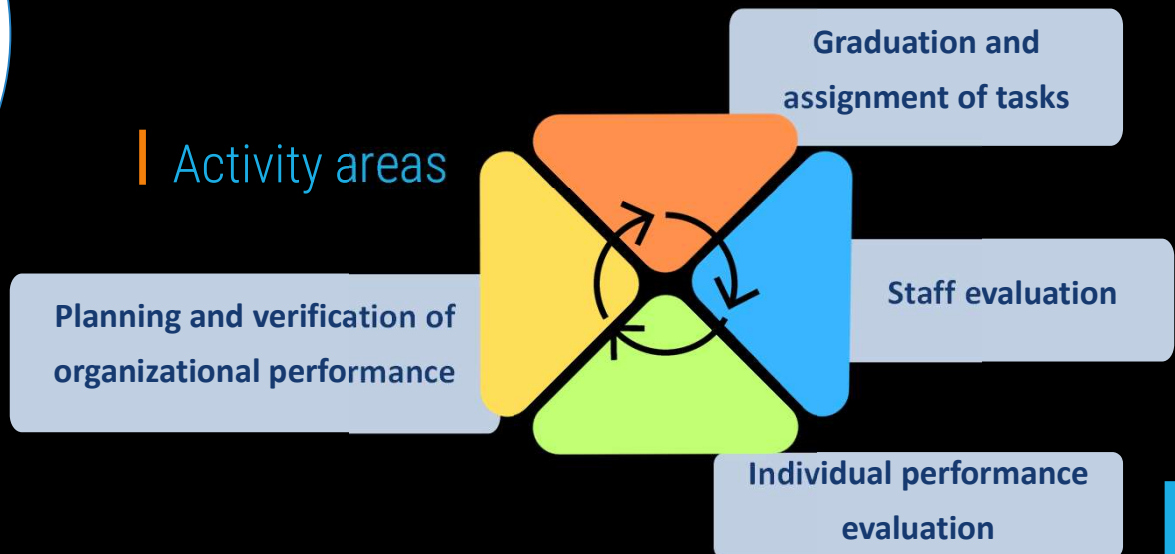 Graduation and
assignment of tasks
Activity areas
Staff evaluation
Planning and verification of
organizational performance
Individual performance
evaluation